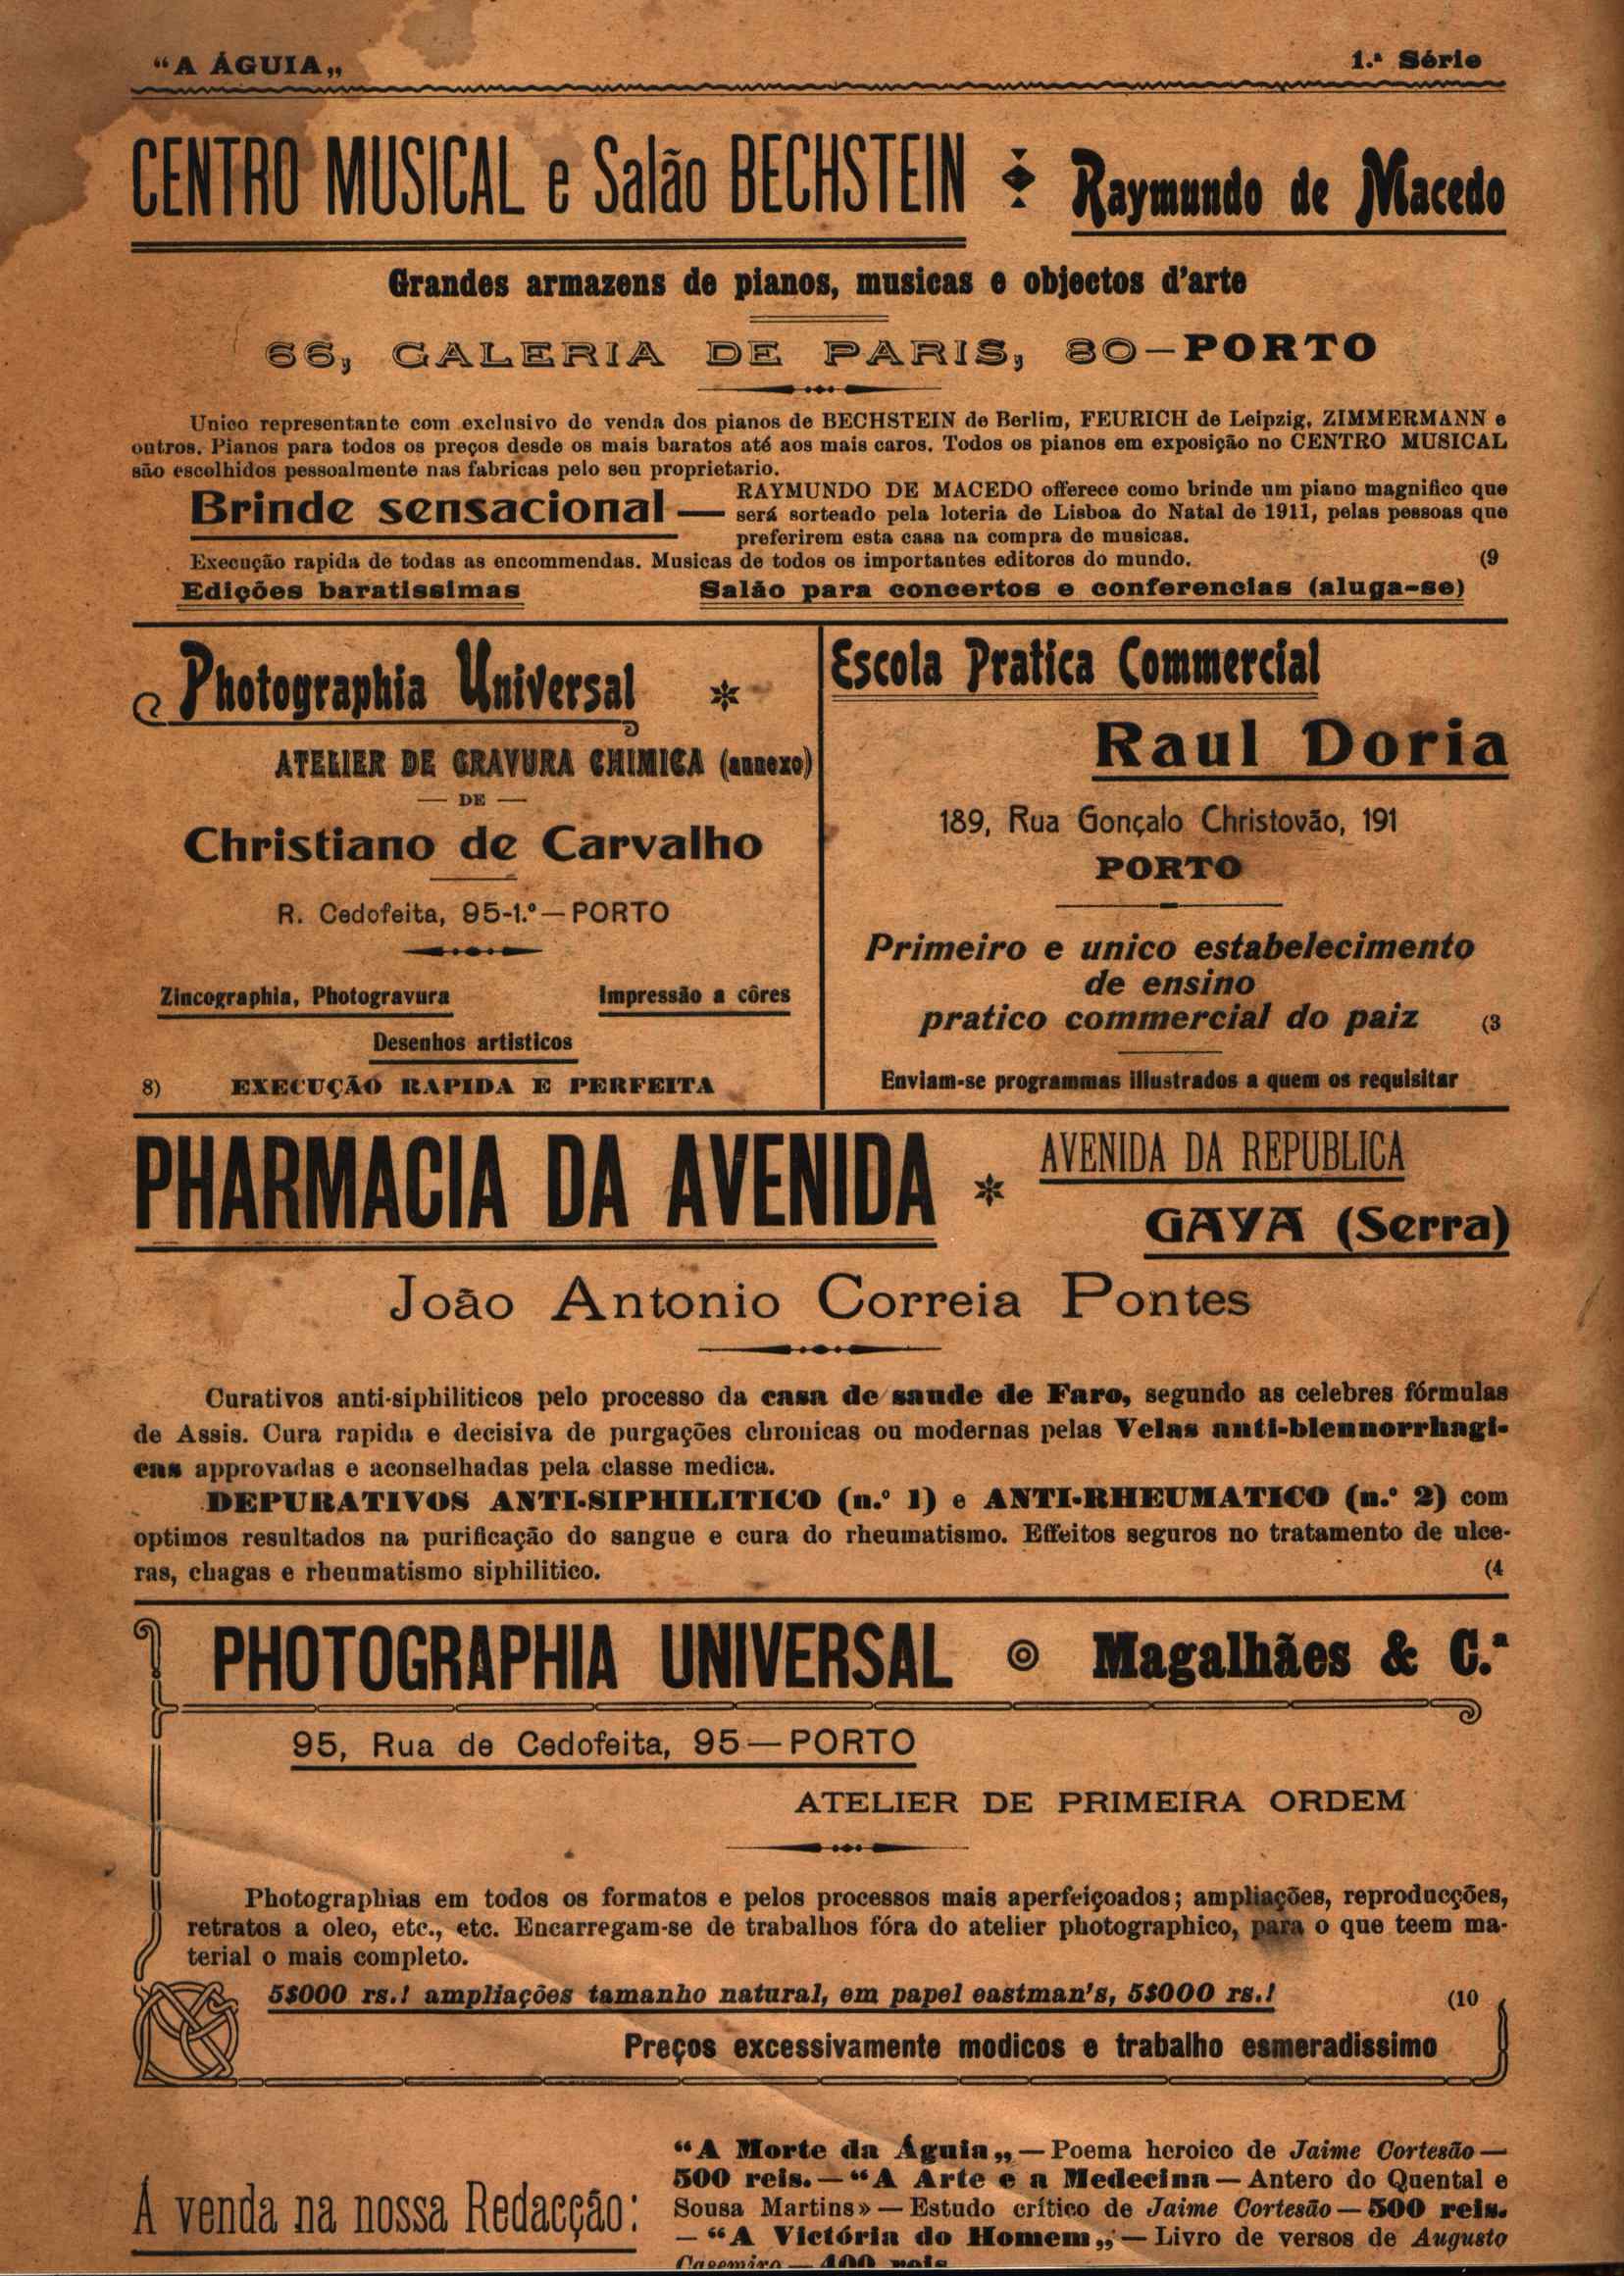 “A ÁGUIA„
1.ª Série
CENTRO MUSICAL e Salão BECHSTEIN
Raymundo de Macedo
Grandes armazens de pianos, musicas e objectos d'arte
66, GALERIA DE PARIS, 80—PORTO
Unico representante com exclusivo de venda dos pianos de BECHSTEIN de Berlim, FEURICH de Leipzig, ZIMMERMANN e
outros. Pianos para todos os preços desde os mais baratos até aos mais caros. Todos os pianos em exposição no CENTRO MUSICAL
são escolhidos pessoalmente nas fabricas pelo seu proprietario.
Brinde sensacional —
RAYMUNDO DE MACEDO offerece como brinde um piano magnifico que
será sorteado pela loteria de Lisboa do Natal de 1911, pelas pessoas que
preferirem esta casa na compra de musicas.
Execução rapida de todas as encommendas. Musicas de todos os importantes editores do mundo. (9
Edições baratissimas
Salão para concertos e conferencias (aluga-se)
Photographia Universal
ATELIER DE GRAVURA CHIMICA (annexo)
— DE —
Christiano de Carvalho
R. Cedofeita, 95-1.º—PORTO
Zincographia, Photogravura
Impressão a côres
Desenhos artisticos
8) EXECUÇÃO RAPIDA E PERFEITA
Escola Pratica Commercial
Raul Doria
189, Rua Gonçalo Christovão, 191
PORTO
Primeiro e unico estabelecimento
de ensino
pratico commercial do paiz (3
Enviam-se programmas illustrados a quem os requisitar
PHARMACIA DA AVENIDA
AVENIDA DA REPUBLICA
GAYA (Serra)
João Antonio Correia Pontes
Curativos anti-siphiliticos pelo processo da casa de saude de Faro, segundo as celebres fórmulas
de Assis. Cura rapida e decisiva de purgações chronicas ou modernas pelas Velas anti-blennorrhagi-
cas approvadas e aconselhadas pela classe medica.
DEPURATIVOS ANTI-SIPHILITICO (n.º 1) e ANTI-RHEUMATICO (n.º 2) com
optimos resultados na purificação do sangue e cura do rheumatismo. Effeitos seguros no tratamento de ulce-
ras, chagas e rheumatismo siphilitico. (4
PHOTOGRAPHIA UNIVERSAL
Magalhães & C.ª
95, Rua de Cedofeita, 95—PORTO
ATELIER DE PRIMEIRA ORDEM
Photographias em todos os formatos e pelos processos mais aperfeiçoados; ampliações, reproducções,
retratos a oleo, etc., etc. Encarregam-se de trabalhos fóra do atelier photographico, para o que teem ma-
terial o mais completo.
5$000 rs.! ampliações tamanho natural, em papel eastman's, 5$000 rs.! (10
Preços excessivamente modicos e trabalho esmeradissimo
Á venda na nossa Redacção:
“A Morte da Águia„—Poema heroico de Jaime Cortesão—
500 reis.—“A Arte e a Medecina—Antero do Quental e
Sousa Martins»—Estudo crítico de Jaime Cortesão—500 reis.
—“A Victória do Homem„—Livro de versos de Augusto
Casemiro—400 reis